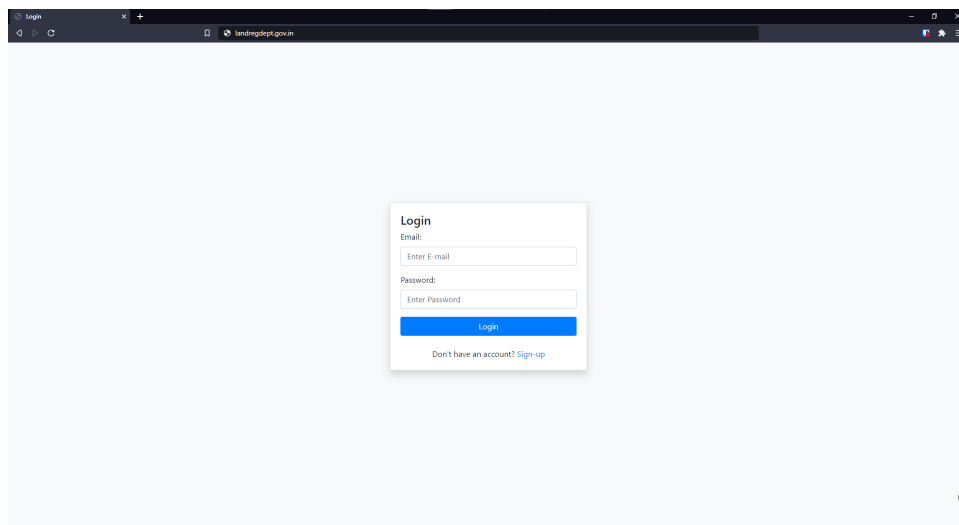 Login
landregdept.gov.in
Login
Email:
Enter E-mail
Password:
Enter Password
Login
Don't have an account? Sign-up